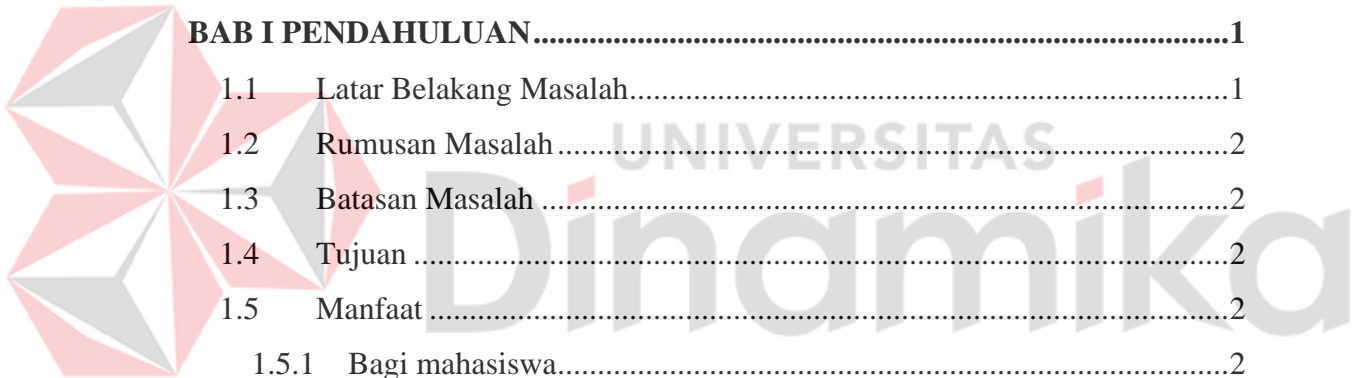 BAB I PENDAHULUAN.......................................................................................1
1.1 Latar Belakang Masalah...........................................................................1
1.2 Rumusan Masalah....................................................................................2
1.3 Batasan Masalah......................................................................................2
1.4 Tujuan......................................................................................................2
1.5 Manfaat....................................................................................................2
1.5.1 Bagi mahasiswa....................................................................................2
UNIVERSITAS
Dinamika